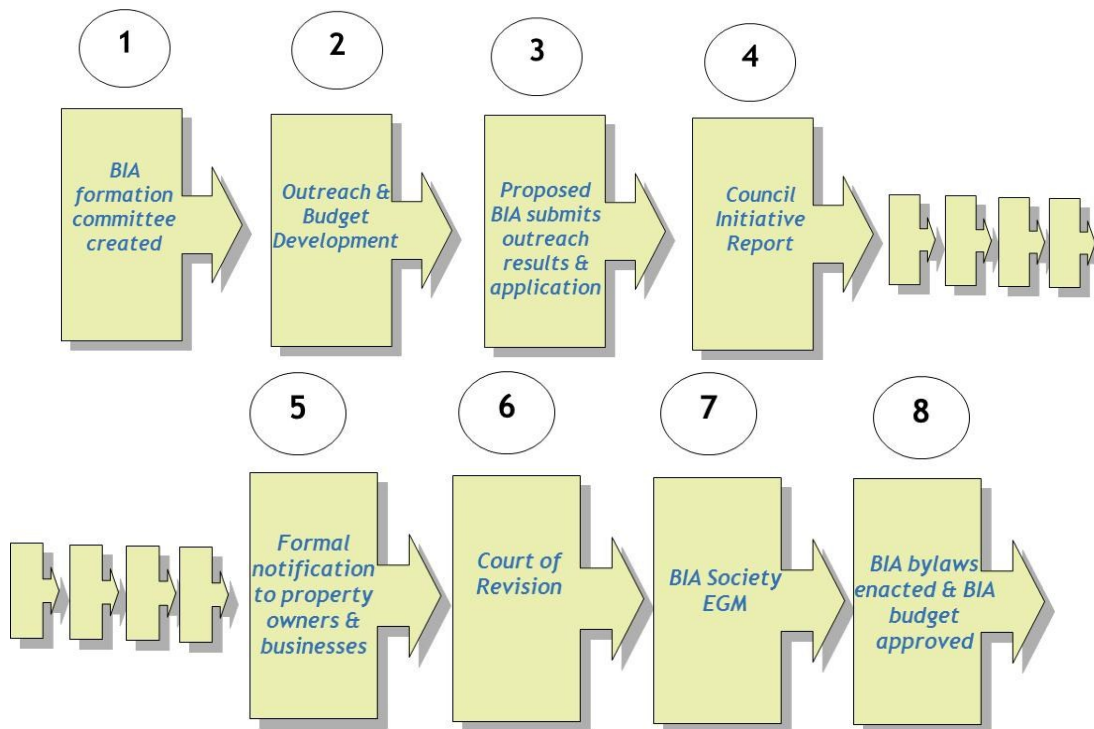 1
2
3
4
BIA
formation
committee
created
Outreach &
Budget
Development
Proposed
BIA submits
outreach
results &
application
Council
Initiative
Report
5
6
7
8
Formal
notification
to property
owners &
businesses
Court of
Revision
BIA Society
EGM
BIA bylaws
enacted & BIA
budget
approved